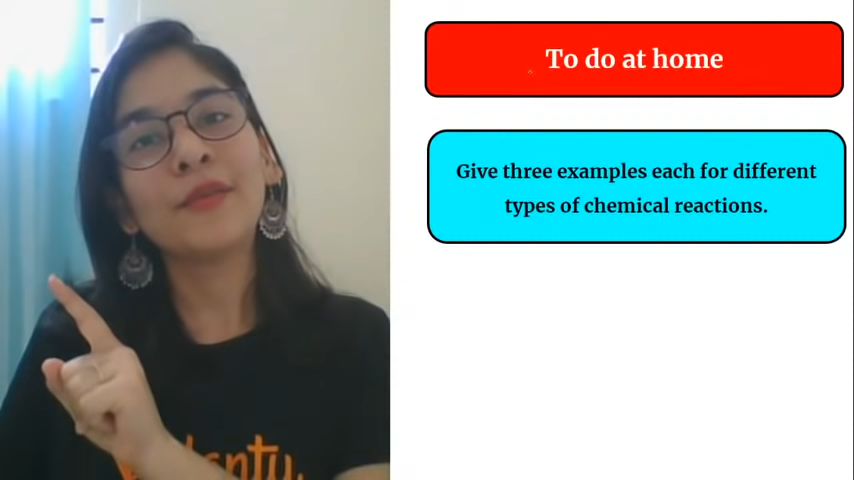 To do at home
Give three examples each for different
types of chemical reactions.